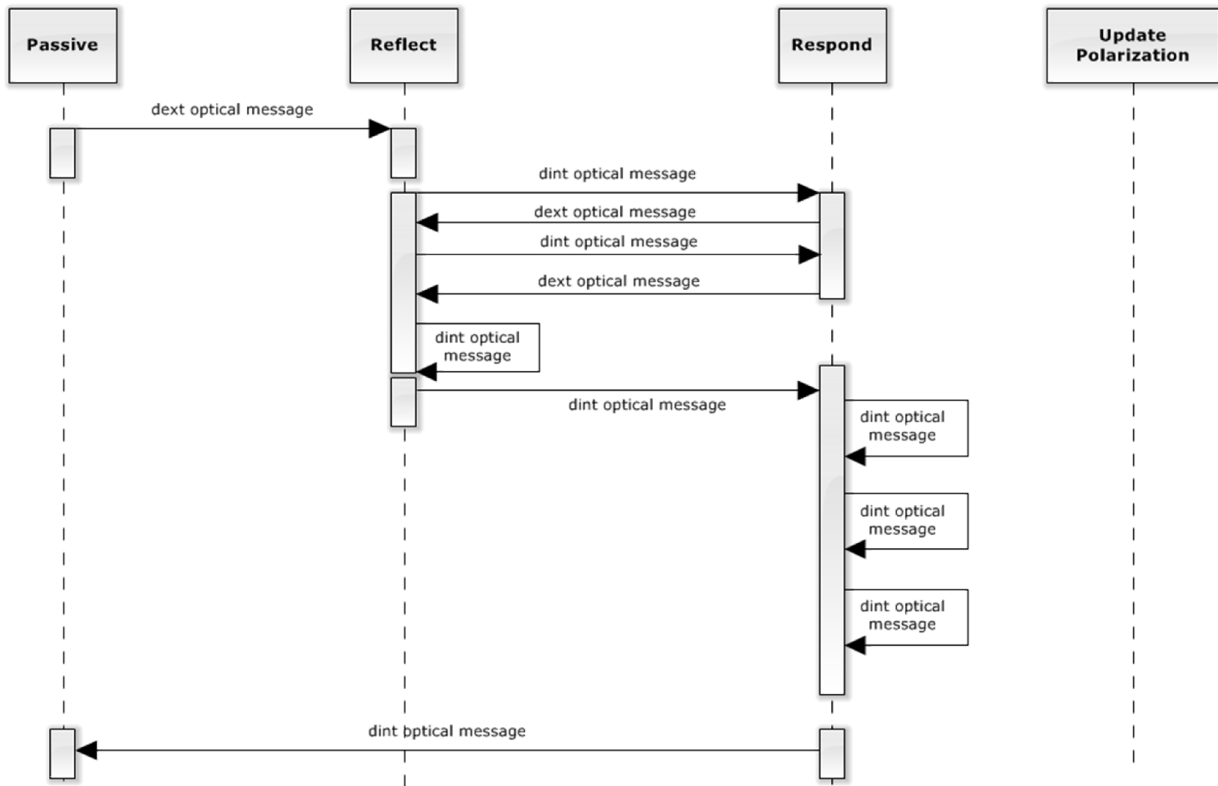 Passive
Reflect
Respond
Update
Polarization
dext optical message
dint optical message
dext optical message
dint optical message
dext optical message
dint optical
message
dint optical message
dint optical
message
dint optical
message
dint optical
message
dint optical message